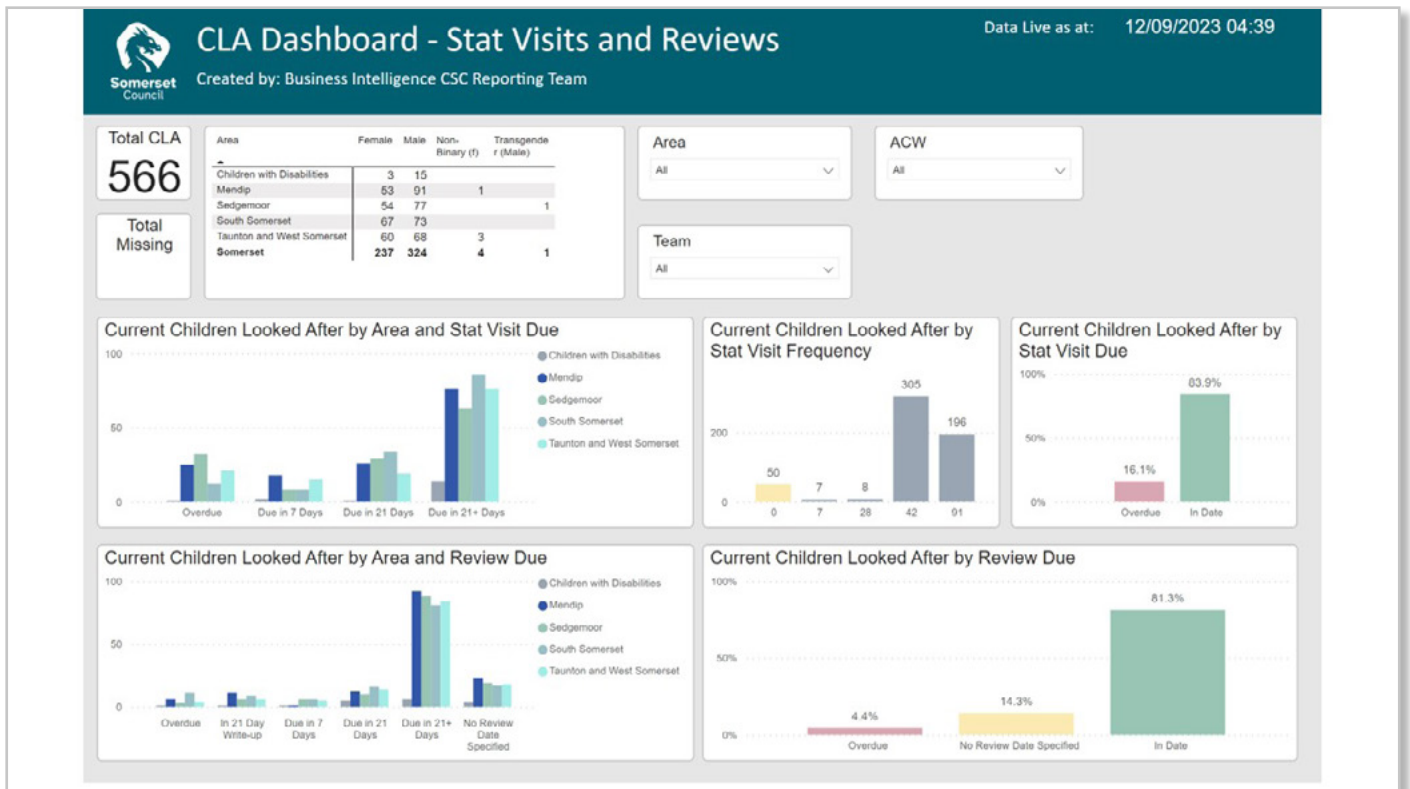 Somerset
Council
CLA Dashboard - Stat Visits and Reviews
Created by: Business Intelligence CSC Reporting Team
Data Live as at: 12/09/2023 04:39
Total CLA
566
Total
Missing
Area Female Male Non-Binary (f) Transgender (Male)
Children with Disabilities 3 15
Mendip 53 91 1
Sedgemoor 54 77 1
South Somerset 67 73
Taunton and West Somerset 60 68 3
Somerset 237 324 4 1
Area
All
ACW
All
Team
All
Current Children Looked After by Area and Stat Visit Due
100
50
0
Overdue Due in 7 Days Due in 21 Days Due in 21+ Days
Children with Disabilities
Mendip
Sedgemoor
South Somerset
Taunton and West Somerset
Current Children Looked After by
Stat Visit Frequency
200
0
50 7 8 305 196
0 7 28 42 91
Current Children Looked After by
Stat Visit Due
100%
50%
0%
16.1% 83.9%
Overdue In Date
Current Children Looked After by Area and Review Due
100
50
0
Overdue In 21 Day Write-up Due in 7 Days Due in 21 Days Due in 21+ Days No Review Date Specified
Children with Disabilities
Mendip
Sedgemoor
South Somerset
Taunton and West Somerset
Current Children Looked After by Review Due
100%
50%
0%
4.4% 14.3% 81.3%
Overdue No Review Date Specified In Date